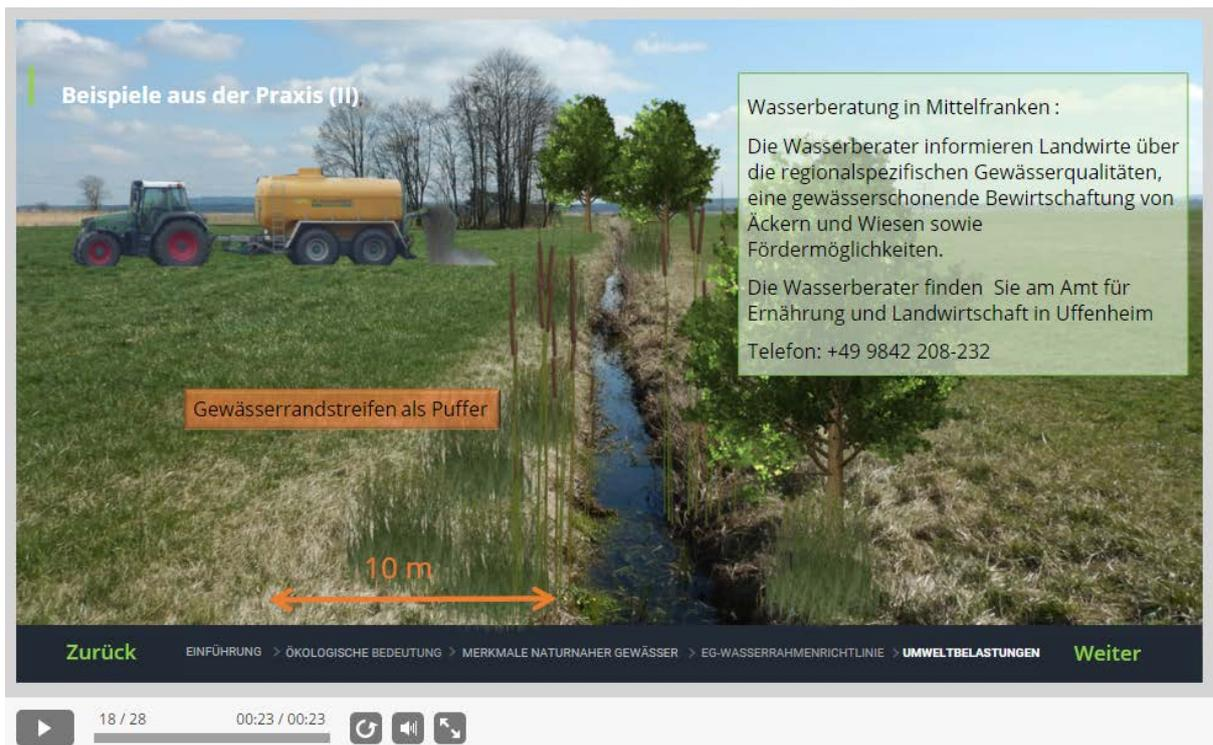 Beispiele aus der Praxis (II)
Wasserberatung in Mittelfranken :
Die Wasserberater informieren Landwirte über
die regionalspezifischen Gewässerqualitäten,
eine gewässerschonende Bewirtschaftung von
Äckern und Wiesen sowie
Fördermöglichkeiten.
Die Wasserberater finden  Sie am Amt für
Ernährung und Landwirtschaft in Uffenheim
Telefon: +49 9842 208-232
Gewässerrandstreifen als Puffer
10 m
Zurück
EINFÜHRUNG > ÖKOLOGISCHE BEDEUTUNG > MERKMALE NATURNAHER GEWÄSSER > EG-WASSERRAHMENRICHTLINIE > UMWELTBELASTUNGEN
Weiter
18 / 28
00:23 / 00:23